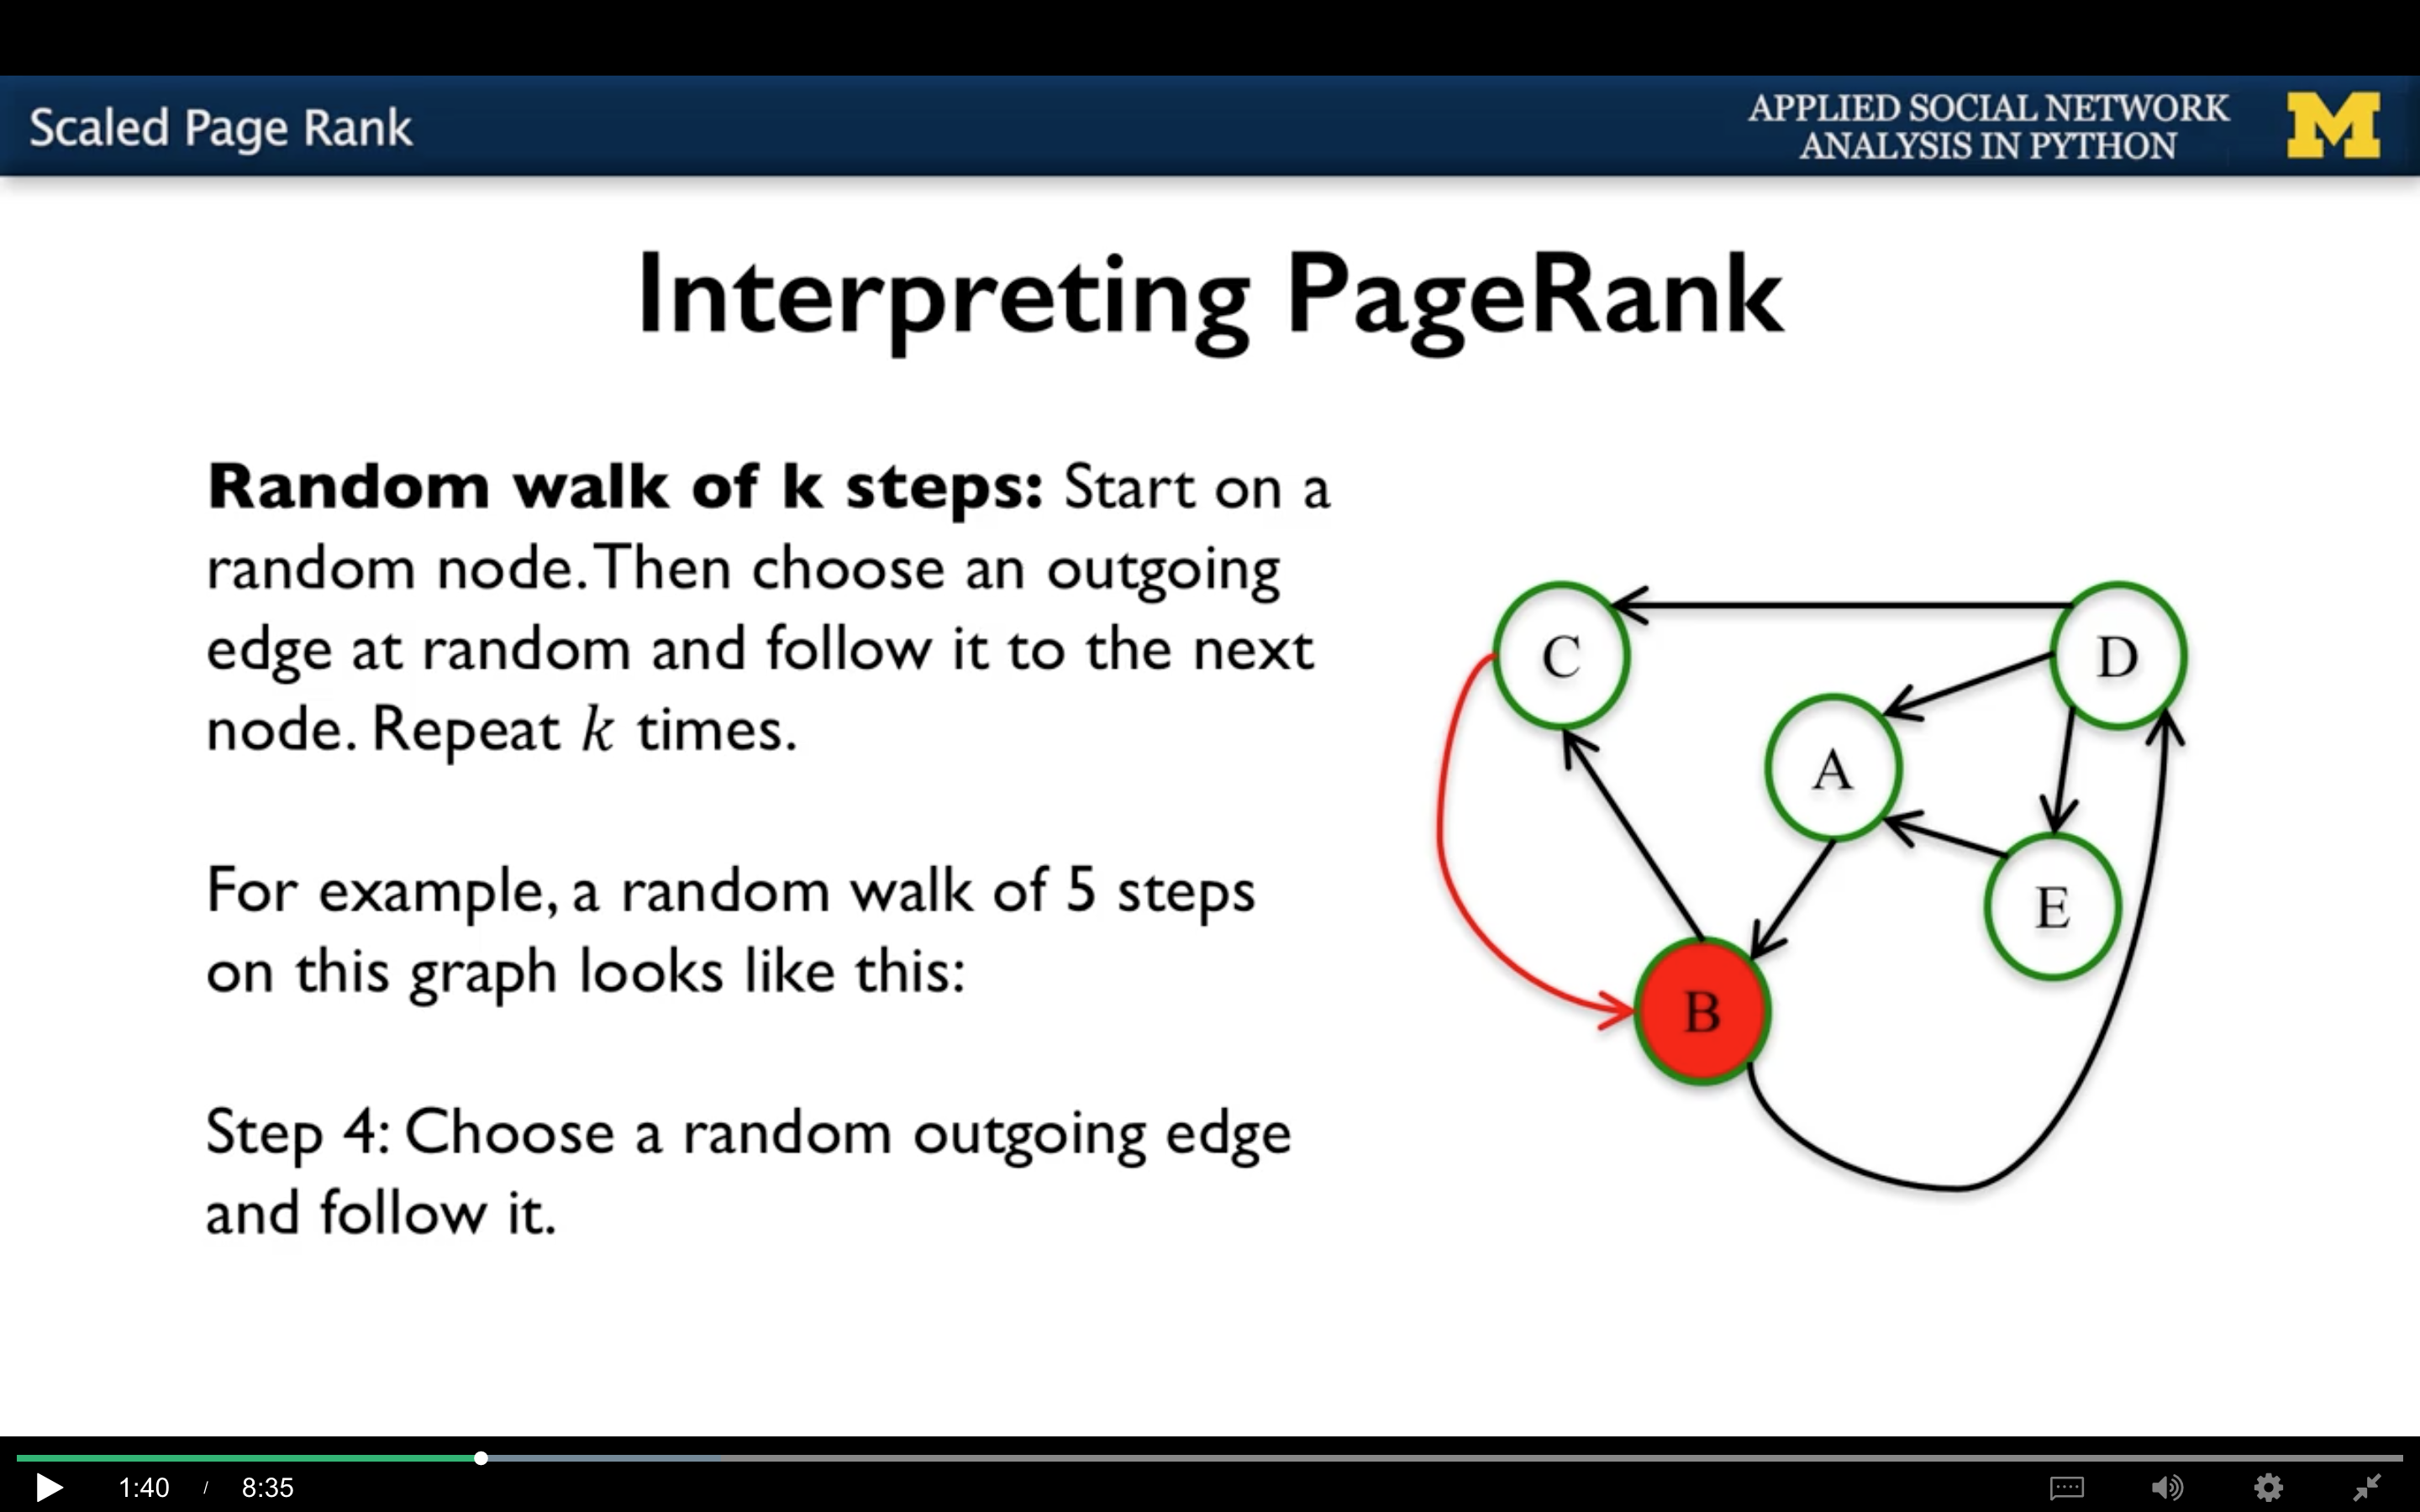 Scaled Page Rank
APPLIED SOCIAL NETWORK
ANALYSIS IN PYTHON
M
Interpreting PageRank
Random walk of k steps: Start on a
random node. Then choose an outgoing
edge at random and follow it to the next
node. Repeat k times.
For example, a random walk of 5 steps
on this graph looks like this:
Step 4: Choose a random outgoing edge
and follow it.
C
D
A
E
B
1:40 / 8:35